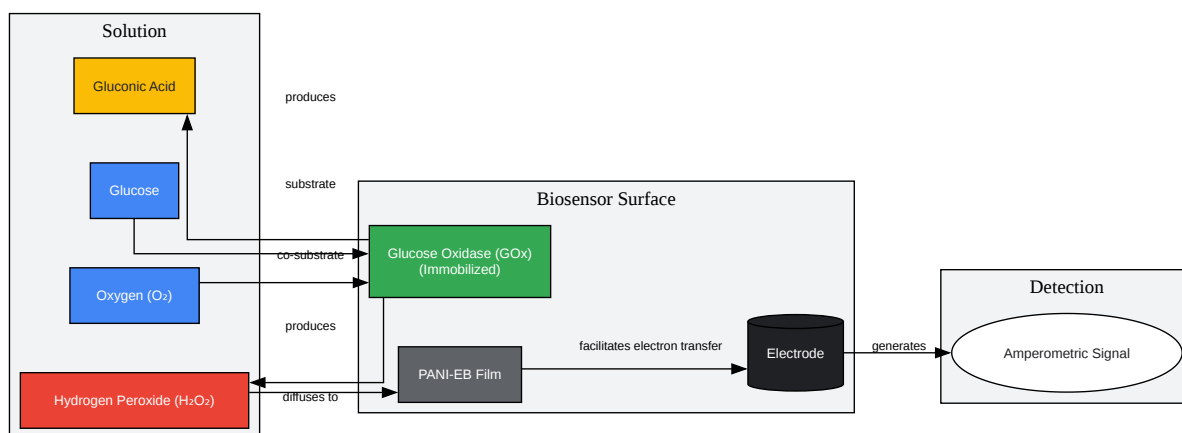 Solution
Gluconic Acid
produces
Glucose
substrate
Biosensor Surface
Glucose Oxidase (GOx)
(Immobilized)
co-substrate
Oxygen (O₂)
produces
Detection
facilitates electron transfer
Electrode
generates
Amperometric Signal
PANI-EB Film
Hydrogen Peroxide (H₂O₂)
diffuses to